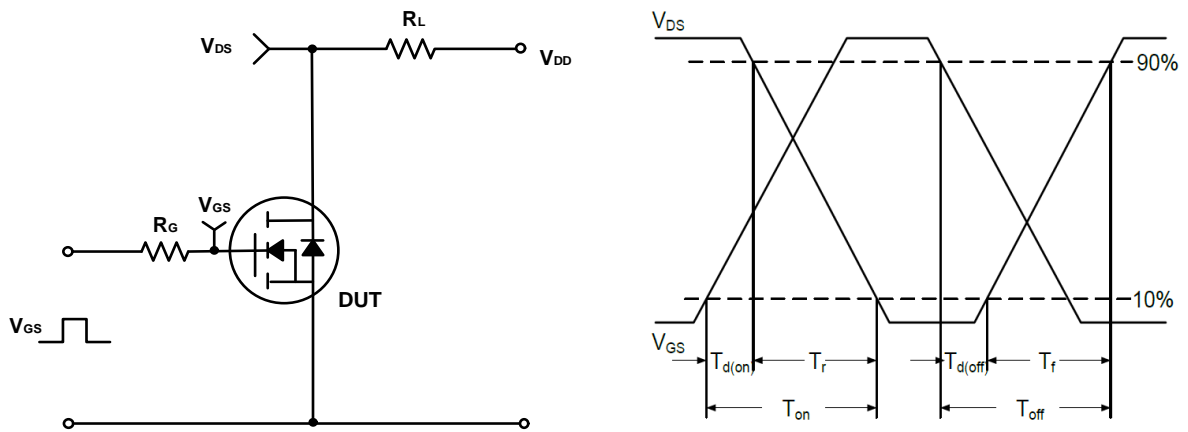 RL
VDS
VDD
VGS
RG
DUT
VGS
VDS
90%
10%
VGS
Td(on)
Tr
Td(off)
Tf
Ton
Toff